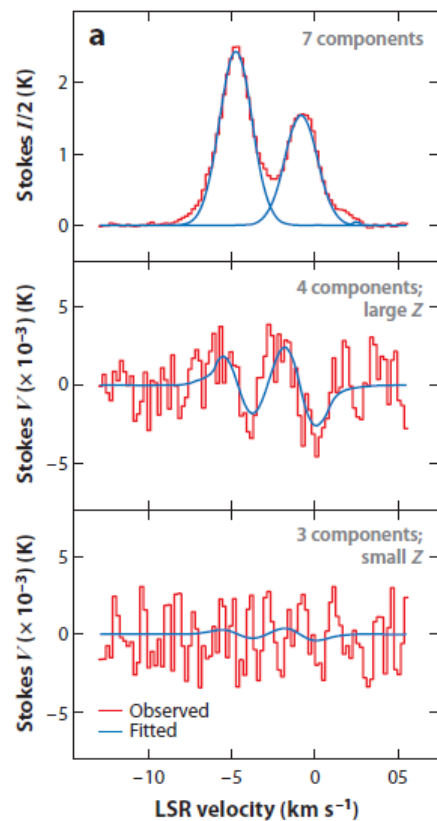 a
7 components
Stokes I/2 (K)
2
1
0
4 components;
large Z
Stokes V (× 10⁻³) (K)
5
0
−5
3 components;
small Z
Stokes V (× 10⁻³) (K)
5
0
−5
Observed
Fitted
−10 −5 0 05
LSR velocity (km s⁻¹)